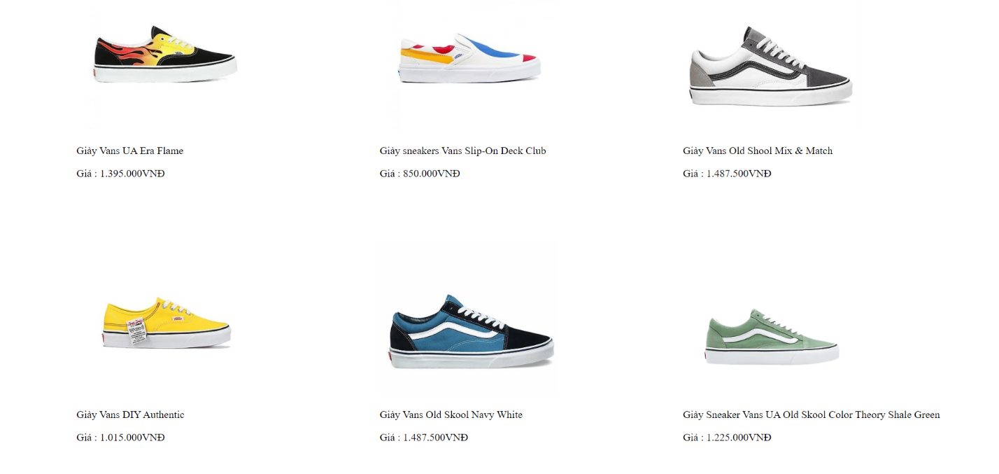 Giày Vans UA Era Flame
Giá : 1.395.000VNĐ
Giày sneakers Vans Slip-On Deck Club
Giá : 850.000VNĐ
Giày Vans Old Shool Mix & Match
Giá : 1.487.500VNĐ
Giày Vans DIY Authentic
Giá : 1.015.000VNĐ
Giày Vans Old Skool Navy White
Giá : 1.487.500VNĐ
Giày Sneaker Vans UA Old Skool Color Theory Shale Green
Giá : 1.225.000VNĐ